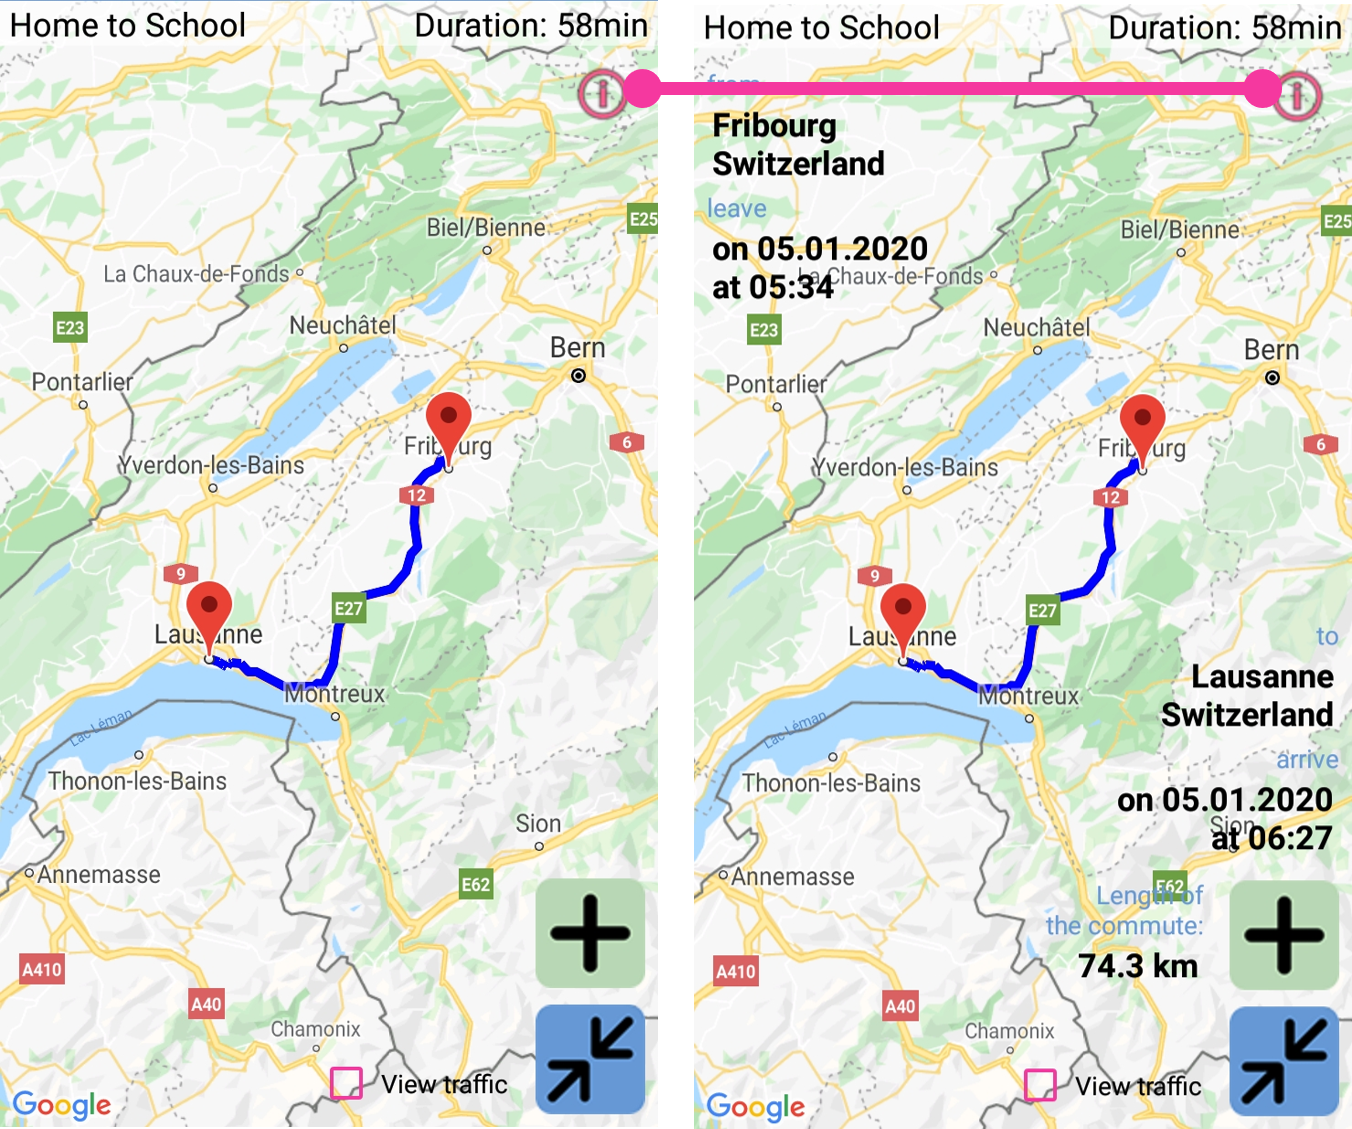 Home to School
Duration: 58min
E25
Biel/Bienne
La Chaux-de-Fonds
E23
Neuchâtel
Bern
Pontarlier
6
Fribourg
Yverdon-les-Bains
12
9
E27
Lausanne
Montreux
Lac Léman
Thonon-les-Bains
Sion
Annemasse
E62
A410
A40
Chamonix
View traffic
Google
Home to School
Duration: 58min
from
Fribourg
Switzerland
leave
E25
Biel/Bienne
on 05.01.2020
La Chaux-de-Fonds
at 05:34
E23
Neuchâtel
Bern
Pontarlier
6
Fribourg
Yverdon-les-Bains
12
9
E27
Lausanne
to
Lausanne
Switzerland
Montreux
Lac Léman
arrive
Thonon-les-Bains
on 05.01.2020
Sion
at 06:27
Annemasse
E62
Length of
the commute:
74.3 km
A410
A40
Chamonix
View traffic
Google